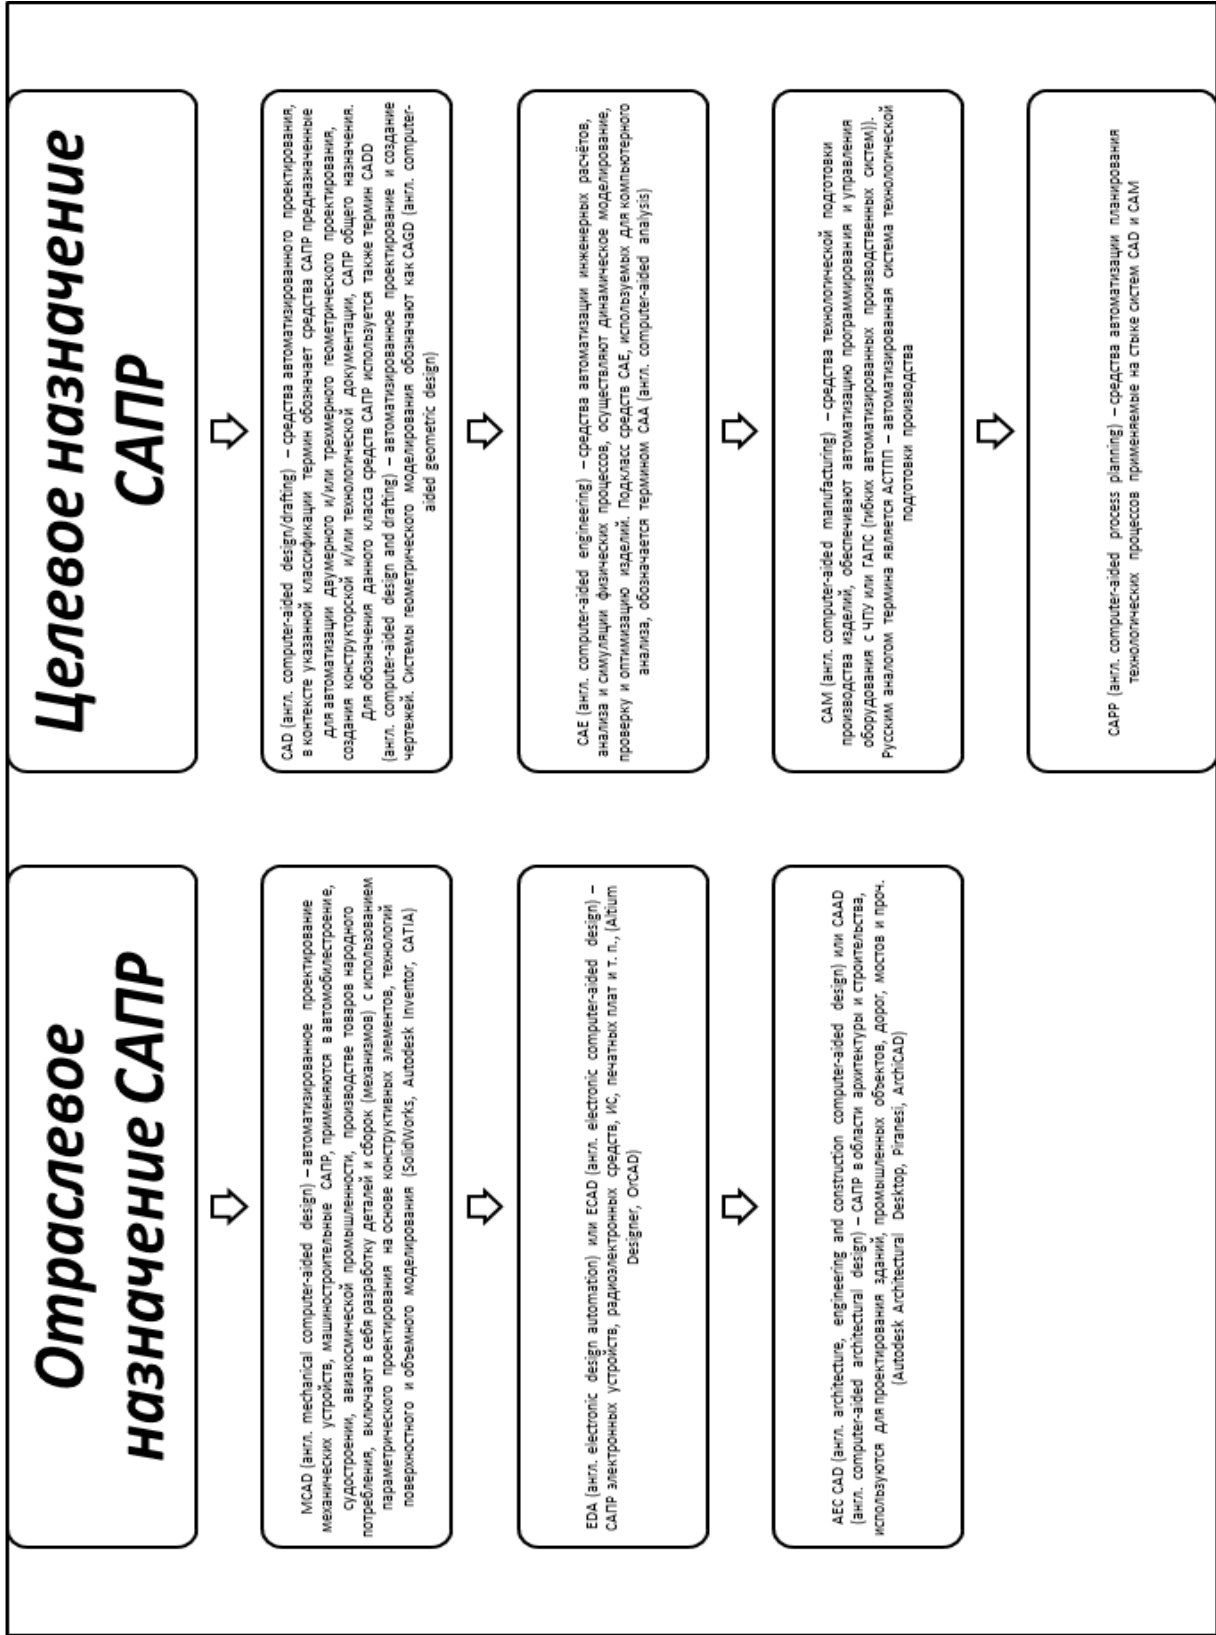 Отраслевое
назначение САПР
MCAD (англ. mechanical computer-aided design) – автоматизированное проектирование
механических устройств, машиностроительные САПР, применяются в автомобилестроение,
судостроении, авиакосмической промышленности, производстве товаров народного
потребления, включают в себя разработку деталей и сборок (механизмов) с использованием
параметрического проектирования на основе конструктивных элементов, технологий
поверхностного и объемного моделирования (SolidWorks, Autodesk Inventor, CATIA)
EDA (англ. electronic design automation) или ECAD (англ. electronic computer-aided design) –
САПР электронных устройств, радиоэлектронных средств, ИС, печатных плат и т. п., (Altium
Designer, OrCAD)
AEC CAD (англ. architecture, engineering and construction computer-aided design) или CAAD
(англ. computer-aided architectural design) – САПР в области архитектуры и строительства,
используются для проектирования зданий, промышленных объектов, дорог, мостов и проч.
(Autodesk Architectural Desktop, Piranesi, ArchiCAD)
Целевое назначение
САПР
CAD (англ. computer-aided design/drafting) – средства автоматизированного проектирования,
в контексте указанной классификации термин обозначает средства САПР предназначенные
для автоматизации двумерного и/или трехмерного геометрического проектирования,
создания конструкторской и/или технологической документации, САПР общего назначения.
Для обозначения данного класса средств САПР используется также термин CADD
(англ. computer-aided design and drafting) – автоматизированное проектирование и создание
чертежей. Системы геометрического моделирования обозначают как CAGD (англ. computer-
aided geometric design)
CAE (англ. computer-aided engineering) – средства автоматизации инженерных расчётов,
анализа и симуляции физических процессов, осуществляют динамическое моделирование,
проверку и оптимизацию изделий. Подкласс средств CAE, используемых для компьютерного
анализа, обозначается термином CAA (англ. computer-aided analysis)
CAM (англ. computer-aided manufacturing) – средства технологической подготовки
производства изделий, обеспечивают автоматизацию программирования и управления
оборудования с ЧПУ или ГАПС (гибких автоматизированных производственных систем)).
Русским аналогом термина является АСТПП – автоматизированная система технологической
подготовки производства
CAPP (англ. computer-aided process planning) – средства автоматизации планирования
технологических процессов применяемые на стыке систем CAD и CAM